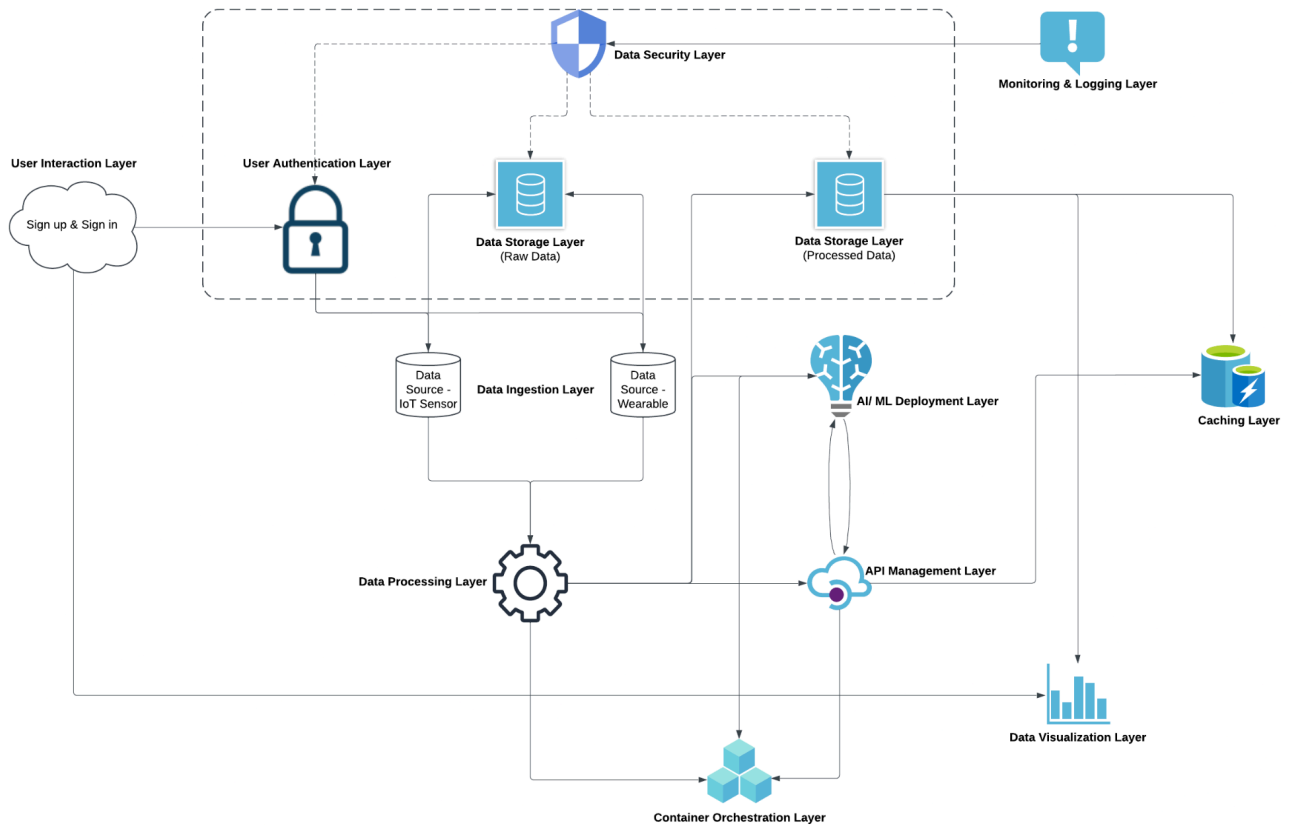 Data Security Layer
Monitoring & Logging Layer
User Interaction Layer
User Authentication Layer
Sign up & Sign in
Data Storage Layer
(Raw Data)
Data Storage Layer
(Processed Data)
Data
Source -
IoT Sensor
Data Ingestion Layer
Data
Source -
Wearable
AI/ ML Deployment Layer
Caching Layer
Data Processing Layer
API Management Layer
Data Visualization Layer
Container Orchestration Layer